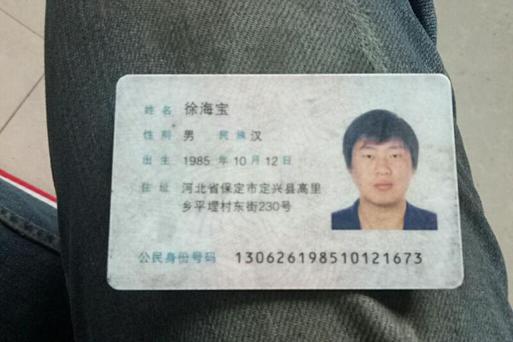 姓名 徐海宝
性别 男 民族 汉
出生 1985 年 10 月 12 日
住址 河北省保定市定兴县高里
乡平堽村东街230号
公民身份号码 130626198510121673